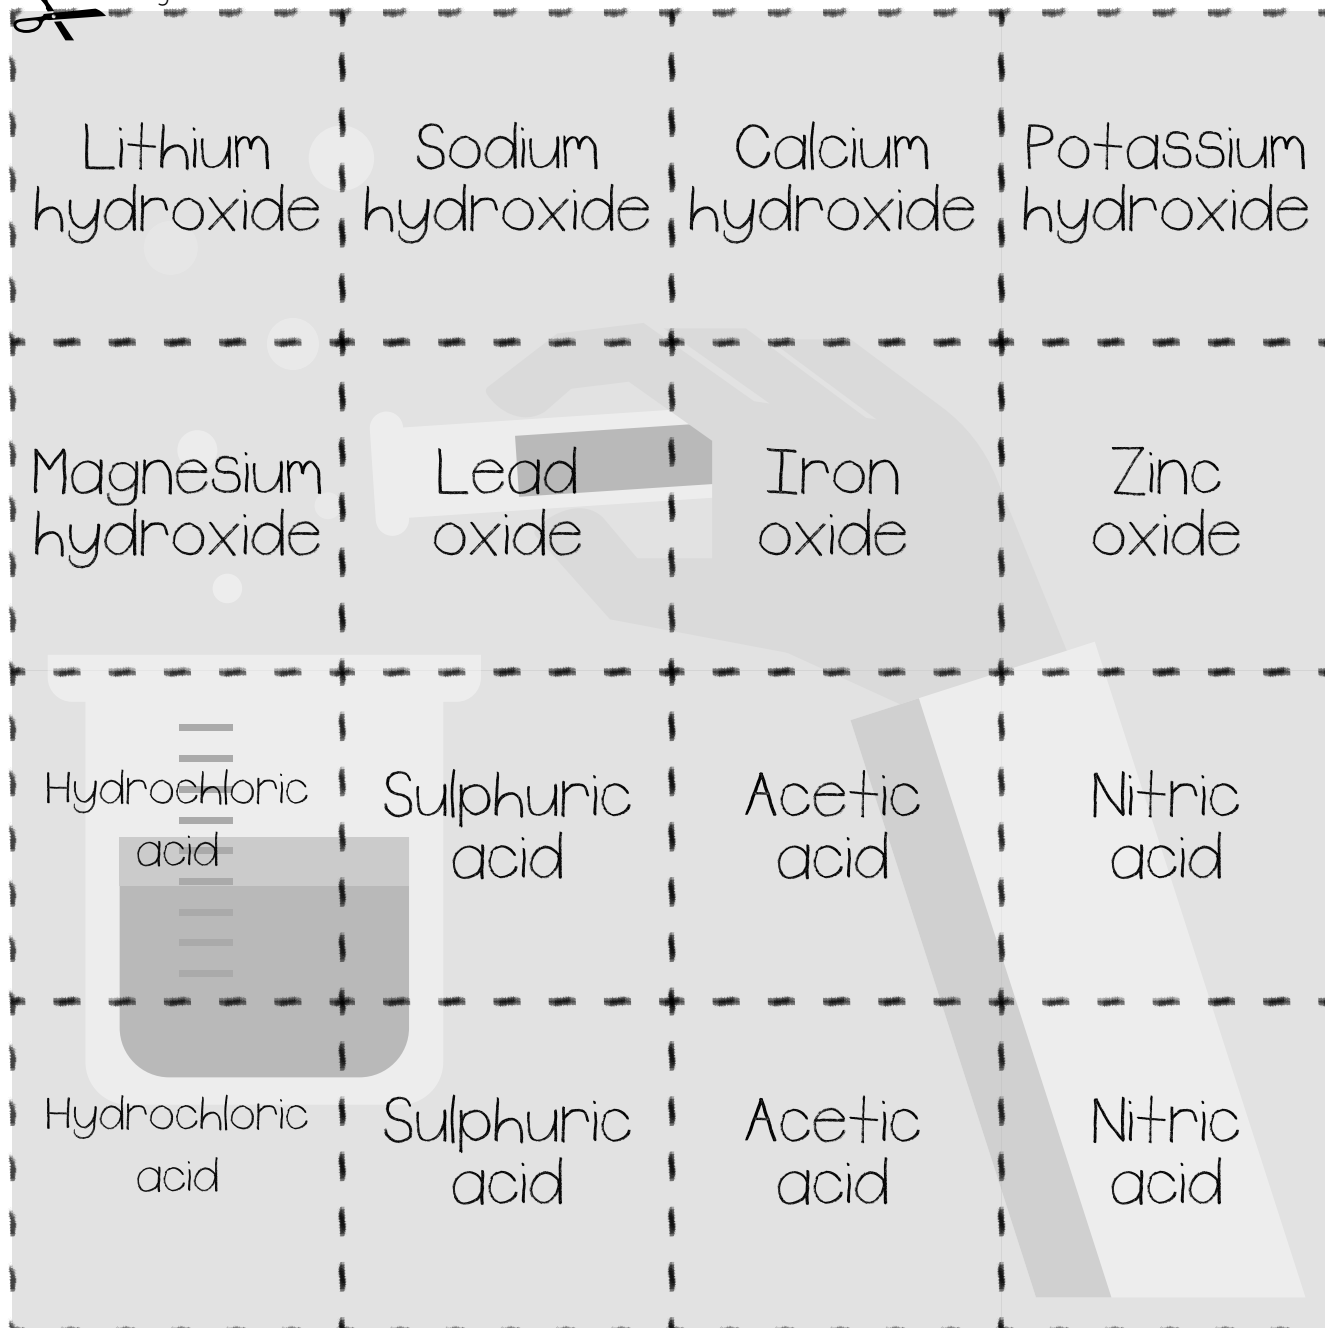 Lithium
hydroxide
Sodium
hydroxide
Calcium
hydroxide
Potassium
hydroxide
Magnesium
hydroxide
Lead
oxide
Iron
oxide
Zinc
oxide
Hydrochloric
acid
Sulphuric
acid
Acetic
acid
Nitric
acid
Hydrochloric
acid
Sulphuric
acid
Acetic
acid
Nitric
acid